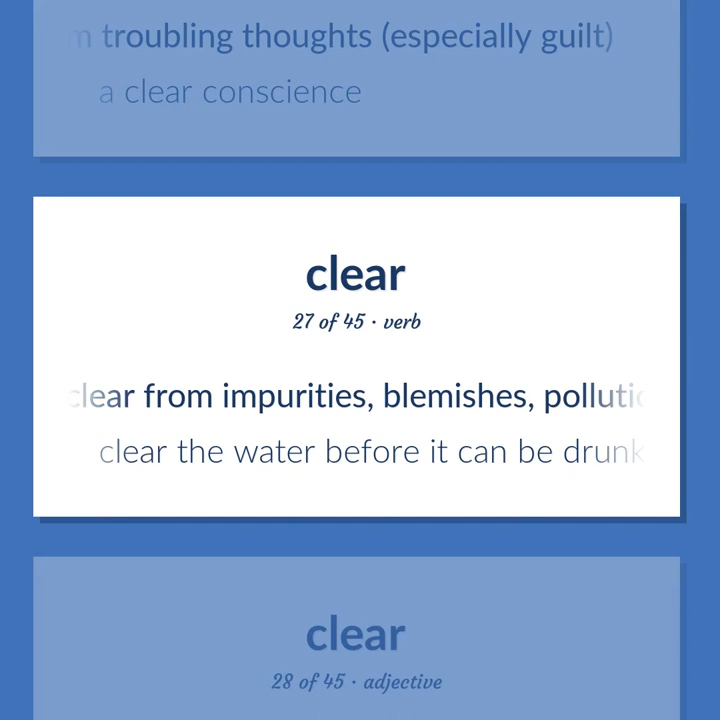 troubling thoughts (especially guilt)
a clear conscience
clear
27 of 45 · verb
clear from impurities, blemishes,
clear the water before it can be drunk
clear
28 of 45 · adjective